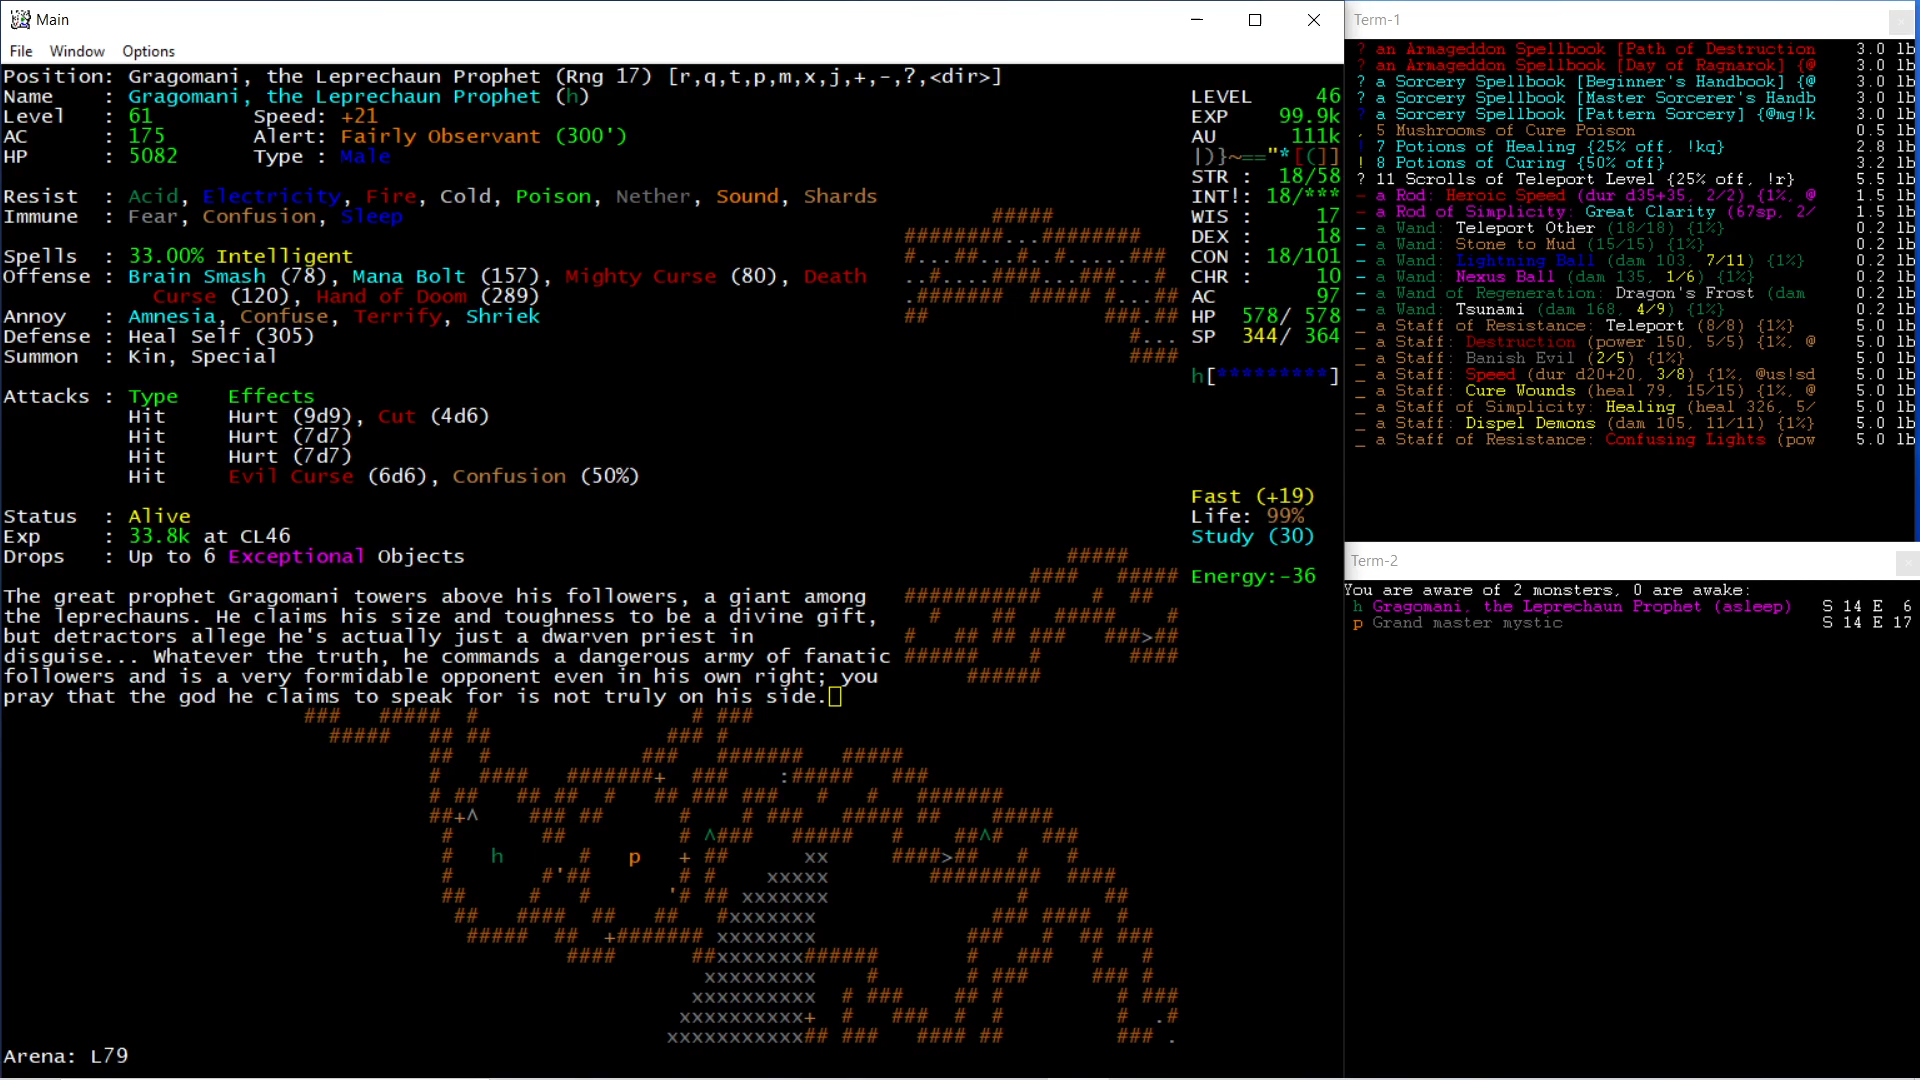 Main
File Window Options
Position: Gragomani, the Leprechaun Prophet (Rng 17) [r,q,t,p,m,x,j,+,-,?,<dir>]
Name : Gragomani, the Leprechaun Prophet (h)
Level : 61 Speed: +21
AC : 175 Alert: Fairly Observant (300')
HP : 5082 Type : Male
Resist : Acid, Electricity, Fire, Cold, Poison, Nether, Sound, Shards
Immune : Fear, Confusion, Sleep
Spells : 33.00% Intelligent
Offense : Brain Smash (78), Mana Bolt (157), Mighty Curse (80), Death
Curse (120), Hand of Doom (289)
Annoy : Amnesia, Confuse, Terrify, Shriek
Defense : Heal Self (305)
Summon : Kin, Special
Attacks : Type Effects
Hit Hurt (9d9), Cut (4d6)
Hit Hurt (7d7)
Hit Hurt (7d7)
Hit Evil Curse (6d6), Confusion (50%)
Status : Alive
Exp : 33.8k at CL46
Drops : Up to 6 Exceptional Objects
The great prophet Gragomani towers above his followers, a giant among
the leprechauns. He claims his size and toughness to be a divine gift,
but detractors allege he's actually just a dwarven priest in
disguise... Whatever the truth, he commands a dangerous army of fanatic
followers and is a very formidable opponent even in his own right; you
pray that the god he claims to speak for is not truly on his side.
Arena: L79
LEVEL 46
EXP 99.9k
AU 111k
|)}~=="*[(]]
STR : 18/58
INT!: 18/***
WIS : 17
DEX : 18
CON : 18/101
CHR : 10
AC 97
HP 578/ 578
SP 344/ 364
h[*********]
Fast (+19)
Life: 99%
Study (30)
Energy:-36
Term-1
? an Armageddon Spellbook [Path of Destruction 3.0 lb
? an Armageddon Spellbook [Day of Ragnarok] {@ 3.0 lb
? a Sorcery Spellbook [Beginner's Handbook] {@ 3.0 lb
? a Sorcery Spellbook [Master Sorcerer's Handb 3.0 lb
? a Sorcery Spellbook [Pattern Sorcery] {@mg!k 3.0 lb
, 5 Mushrooms of Cure Poison 0.5 lb
! 7 Potions of Healing {25% off, !kq} 2.8 lb
! 8 Potions of Curing {50% off} 3.2 lb
? 11 Scrolls of Teleport Level {25% off, !r} 5.5 lb
- a Rod: Heroic Speed (dur d35+35, 2/2) {1%, @ 1.5 lb
- a Rod of Simplicity: Great Clarity (67sp, 2/ 1.5 lb
- a Wand: Teleport Other (18/18) {1%} 0.2 lb
- a Wand: Stone to Mud (15/15) {1%} 0.2 lb
- a Wand: Lightning Ball (dam 103, 7/11) {1%} 0.2 lb
- a Wand: Nexus Ball (dam 135, 1/6) {1%} 0.2 lb
- a Wand of Regeneration: Dragon's Frost (dam 0.2 lb
- a Wand: Tsunami (dam 168, 4/9) {1%} 0.2 lb
_ a Staff of Resistance: Teleport (8/8) {1%} 5.0 lb
_ a Staff: Destruction (power 150, 5/5) {1%, @ 5.0 lb
_ a Staff: Banish Evil (2/5) {1%} 5.0 lb
_ a Staff: Speed (dur d20+20, 3/8) {1%, @us!sd 5.0 lb
_ a Staff: Cure Wounds (heal 79, 15/15) {1%, @ 5.0 lb
_ a Staff of Simplicity: Healing (heal 326, 5/ 5.0 lb
_ a Staff: Dispel Demons (dam 105, 11/11) {1%} 5.0 lb
_ a Staff of Resistance: Confusing Lights (pow 5.0 lb
Term-2
You are aware of 2 monsters, 0 are awake:
h Gragomani, the Leprechaun Prophet (asleep) S 14 E 6
p Grand master mystic S 14 E 17